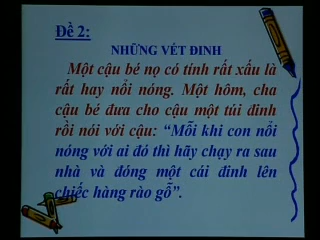 Đề 2:
NHỮNG VÉT ĐINH
Một cậu bé nọ có tính rất xấu là
rất hay nổi nóng. Một hôm, cha
cậu bé đưa cho cậu một túi đinh
rồi nói với cậu: “Mỗi khi con nổi
nóng với ai đó thì hãy chạy ra sau
nhà và đóng một cái đinh lên
chiếc hàng rào gỗ”.